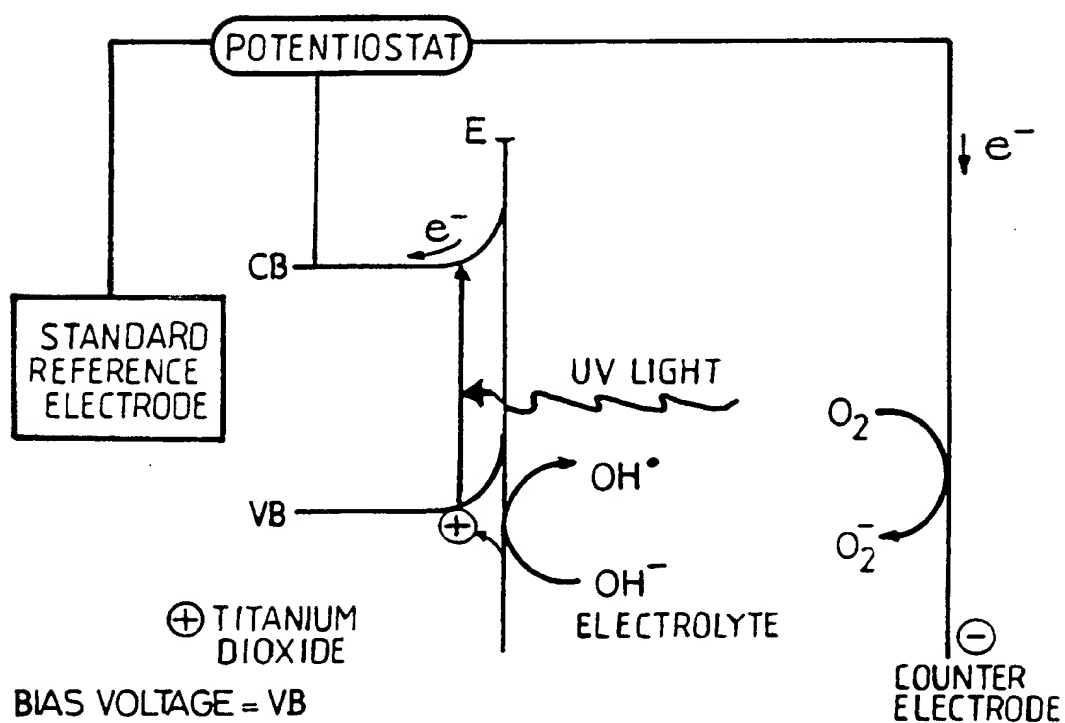 POTENTIOSTAT
E
e⁻
e⁻
CB
STANDARD
REFERENCE
ELECTRODE
UV LIGHT
O₂
OH•
VB
+
O₂⁻
OH⁻
ELECTROLYTE
⊕ TITANIUM
DIOXIDE
⊖
COUNTER
ELECTRODE
BIAS VOLTAGE = VB